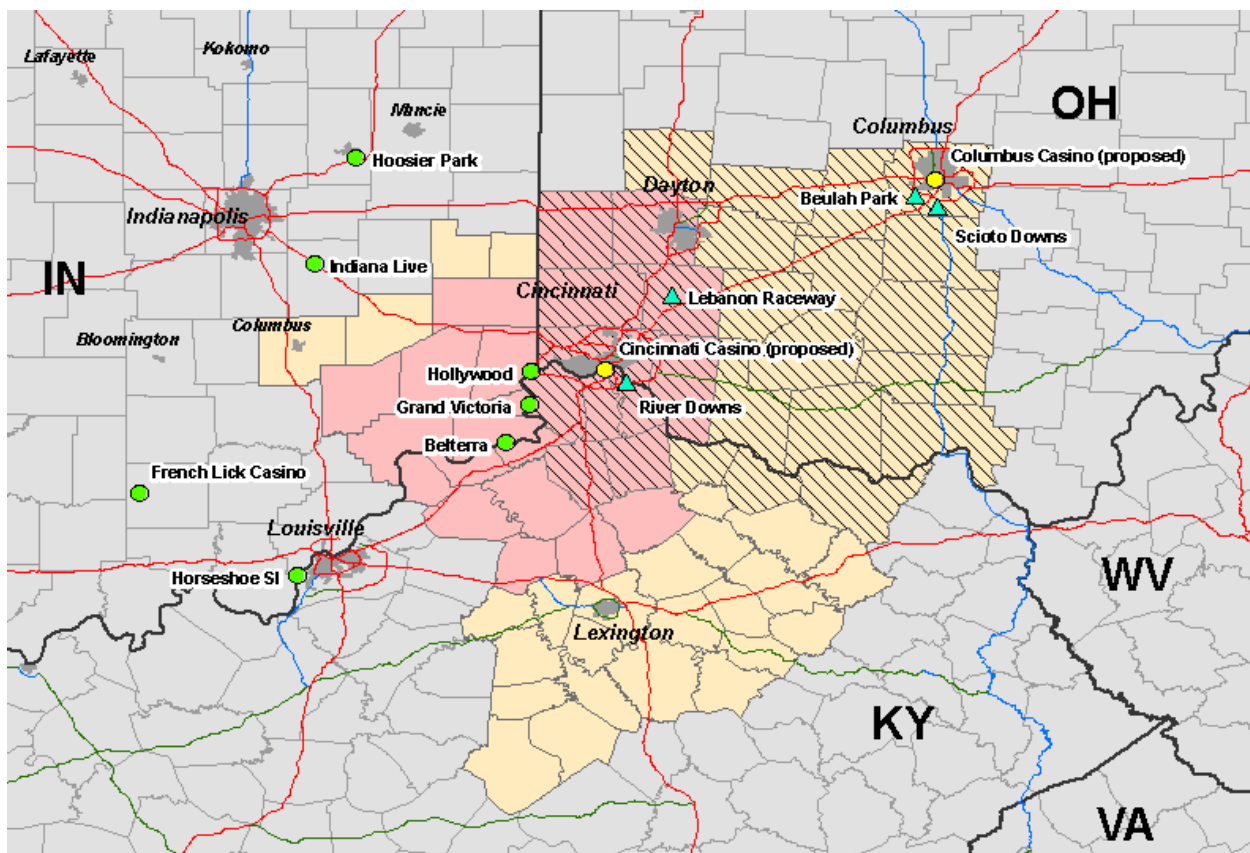 Kokomo
Lafayette
OH
Muncie
Columbus
Hoosier Park
Columbus Casino (proposed)
Dayton
Beulah Park
Indianapolis
Scioto Downs
IN
Indiana Live
Cincinnati
Lebanon Raceway
Columbus
Bloomington
Cincinnati Casino (proposed)
Hollywood
Grand Victoria
River Downs
Belterra
French Lick Casino
Louisville
Horseshoe SI
WV
Lexington
KY
VA